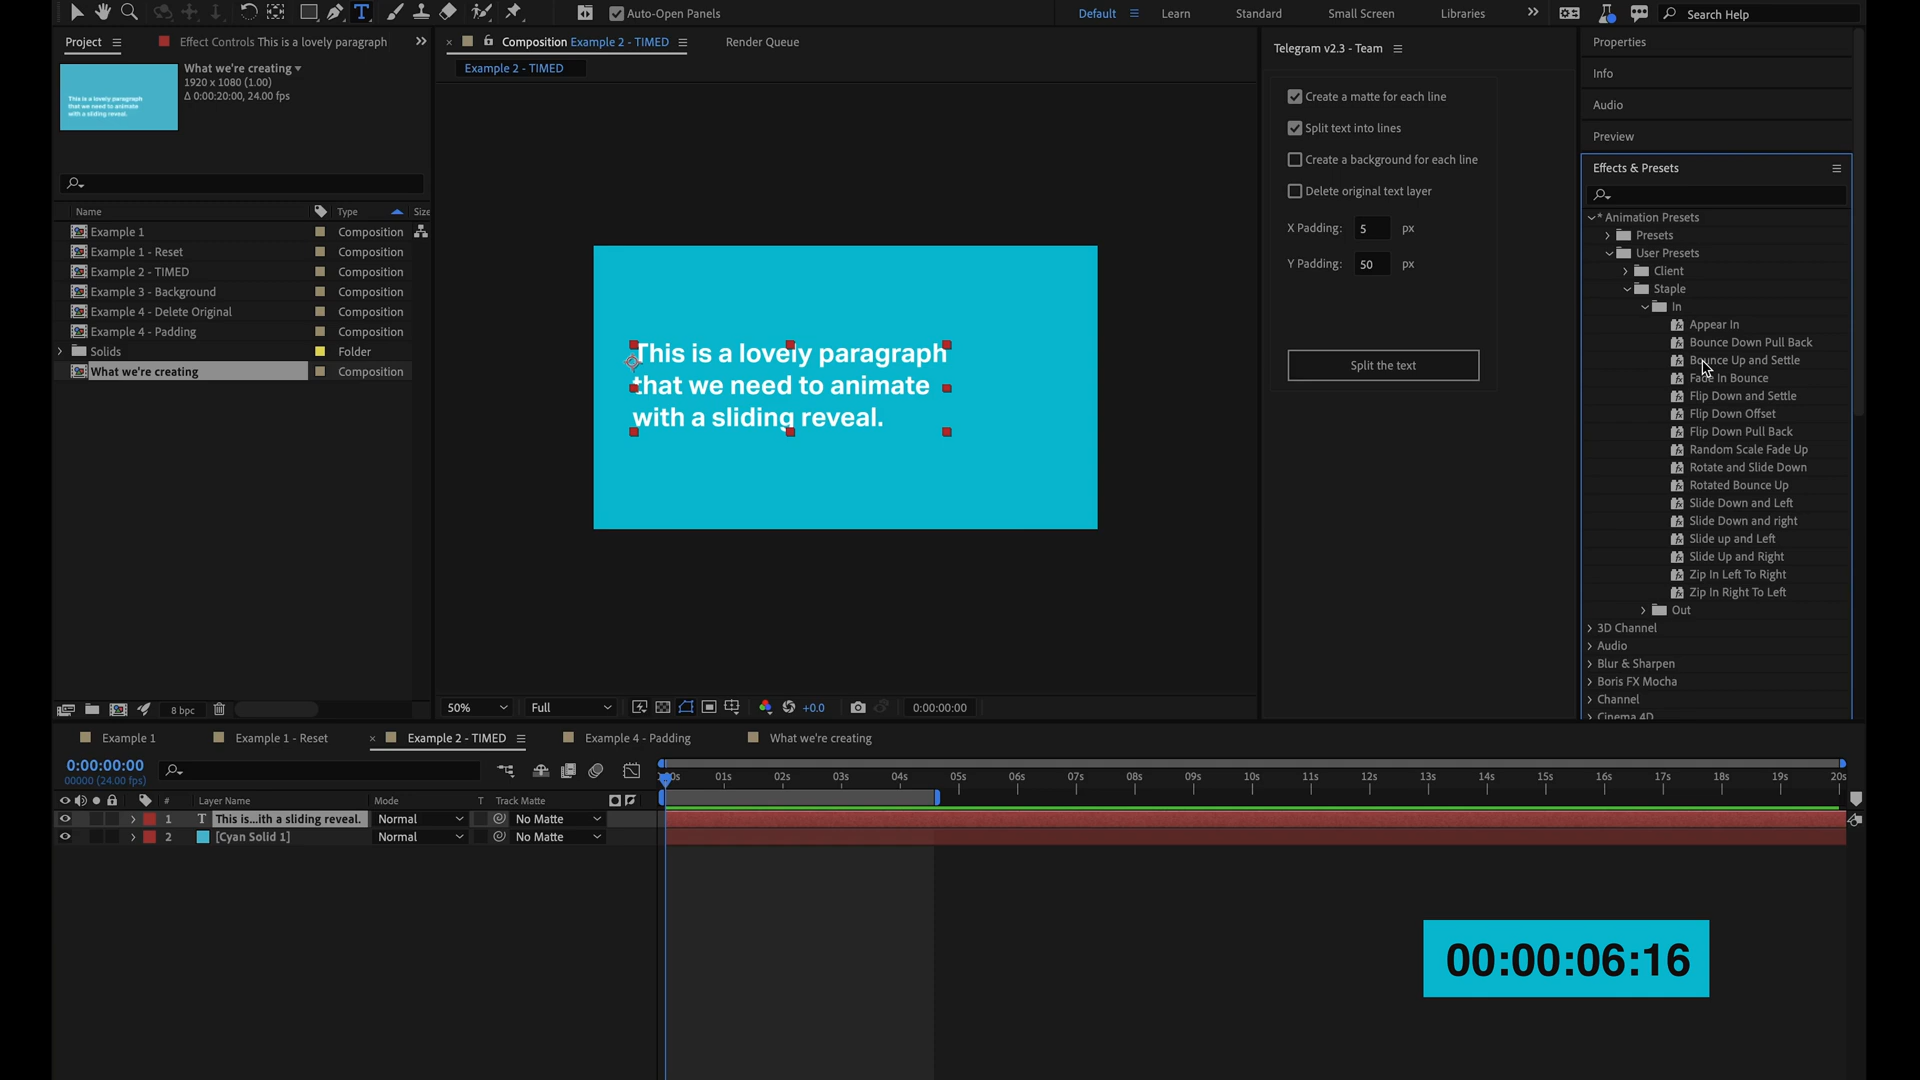 Auto-Open Panels
Default
Learn
Standard
Small Screen
Libraries
Search Help
Project
Effect Controls This is a lovely paragraph
What we're creating
1920 x 1080 (1.00)
Δ 0:00:20:00, 24.00 fps
This is a lovely paragraph
that we need to animate
with a sliding reveal.
Name
Type
Size
Example 1
Composition
Example 1 - Reset
Composition
Example 2 - TIMED
Composition
Example 3 - Background
Composition
Example 4 - Delete Original
Composition
Example 4 - Padding
Composition
Solids
Folder
What we're creating
Composition
8 bpc
Composition Example 2 - TIMED
Render Queue
Example 2 - TIMED
This is a lovely paragraph
that we need to animate
with a sliding reveal.
50%
Full
+0.0
0:00:00:00
Telegram v2.3 - Team
Create a matte for each line
Split text into lines
Create a background for each line
Delete original text layer
X Padding: 5 px
Y Padding: 50 px
Split the text
Properties
Info
Audio
Preview
Effects & Presets
* Animation Presets
Presets
User Presets
Client
Staple
In
Appear In
Bounce Down Pull Back
Bounce Up and Settle
Fade In Bounce
Flip Down and Settle
Flip Down Offset
Flip Down Pull Back
Random Scale Fade Up
Rotate and Slide Down
Rotated Bounce Up
Slide Down and Left
Slide Down and right
Slide up and Left
Slide Up and Right
Zip In Left To Right
Zip In Right To Left
Out
3D Channel
Audio
Blur & Sharpen
Boris FX Mocha
Channel
Cinema 4D
Example 1
Example 1 - Reset
Example 2 - TIMED
Example 4 - Padding
What we're creating
0:00:00:00
00000 (24.00 fps)
# Layer Name Mode T Track Matte
1 T This is...ith a sliding reveal. Normal No Matte
2 [Cyan Solid 1] Normal No Matte
01s 02s 03s 04s 05s 06s 07s 08s 09s 10s 11s 12s 13s 14s 15s 16s 17s 18s 19s 20s
00:00:06:16